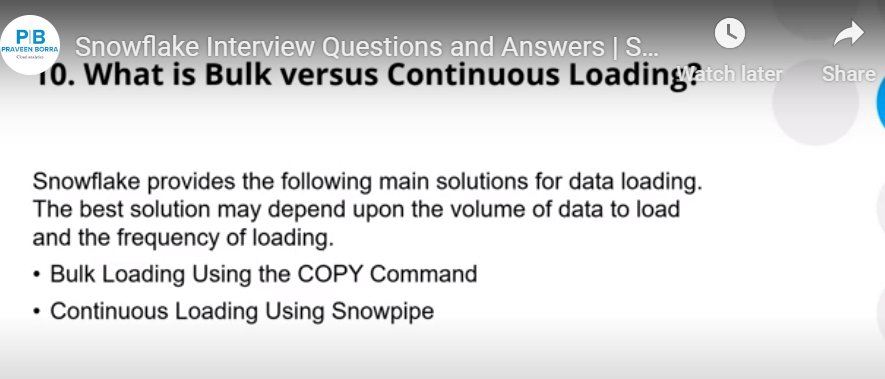 P|B
PRAVEEN BORRA
Cloud analytics
Snowflake Interview Questions and Answers | S...
Watch later
Share
10. What is Bulk versus Continuous Loading?
Snowflake provides the following main solutions for data loading.
The best solution may depend upon the volume of data to load
and the frequency of loading.
• Bulk Loading Using the COPY Command
• Continuous Loading Using Snowpipe